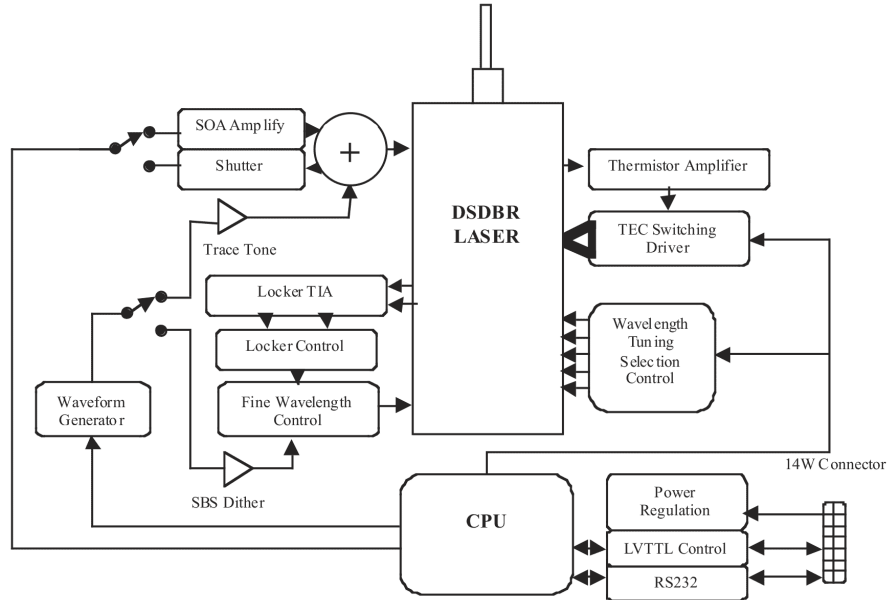 SOA Amplify
Shutter
+
Trace Tone
DSDBR
LASER
Thermistor Amplifier
TEC Switching
Driver
Locker TIA
Locker Control
Fine Wavelength
Control
Wavelength
Tuning
Selection
Control
Waveform
Generator
SBS Dither
14W Connector
CPU
Power
Regulation
LVTTL Control
RS232